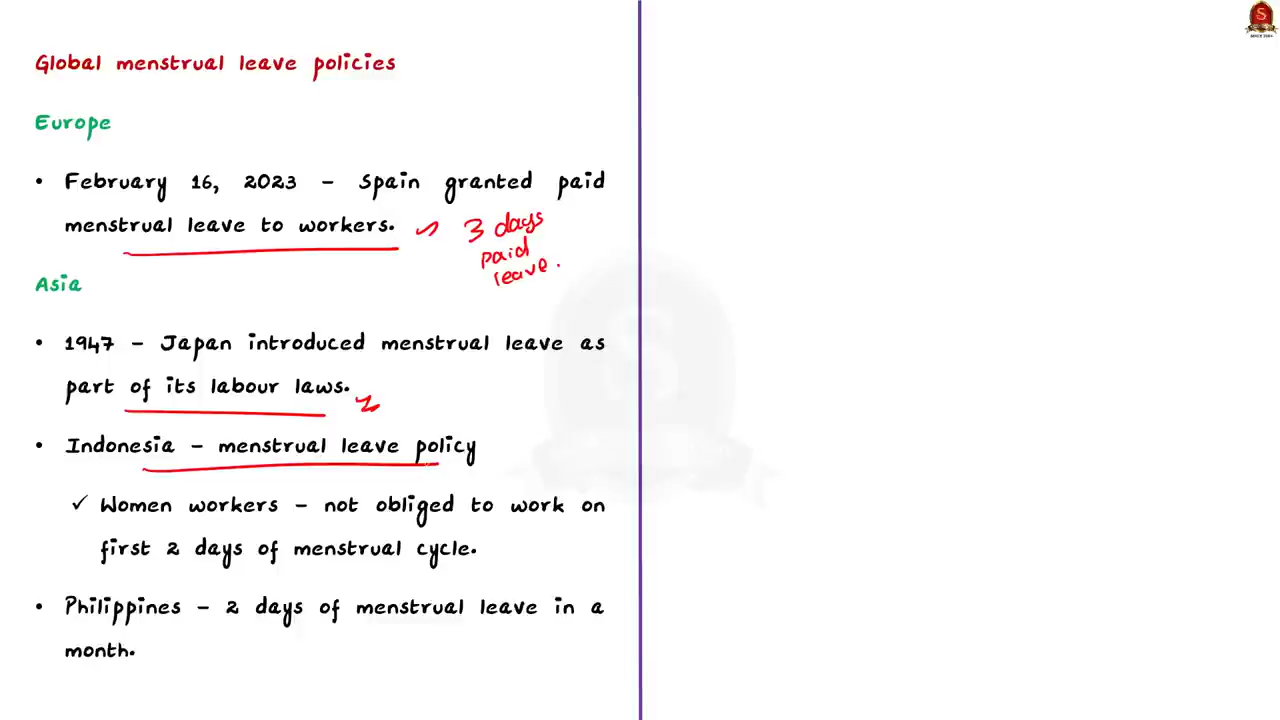 Global menstrual leave policies
Europe
• February 16, 2023 – Spain granted paid
menstrual leave to workers.
3 days
paid
leave.
Asia
• 1947 – Japan introduced menstrual leave as
part of its labour laws.
• Indonesia – menstrual leave policy
✓ Women workers – not obliged to work on
first 2 days of menstrual cycle.
• Philippines – 2 days of menstrual leave in a
month.
S